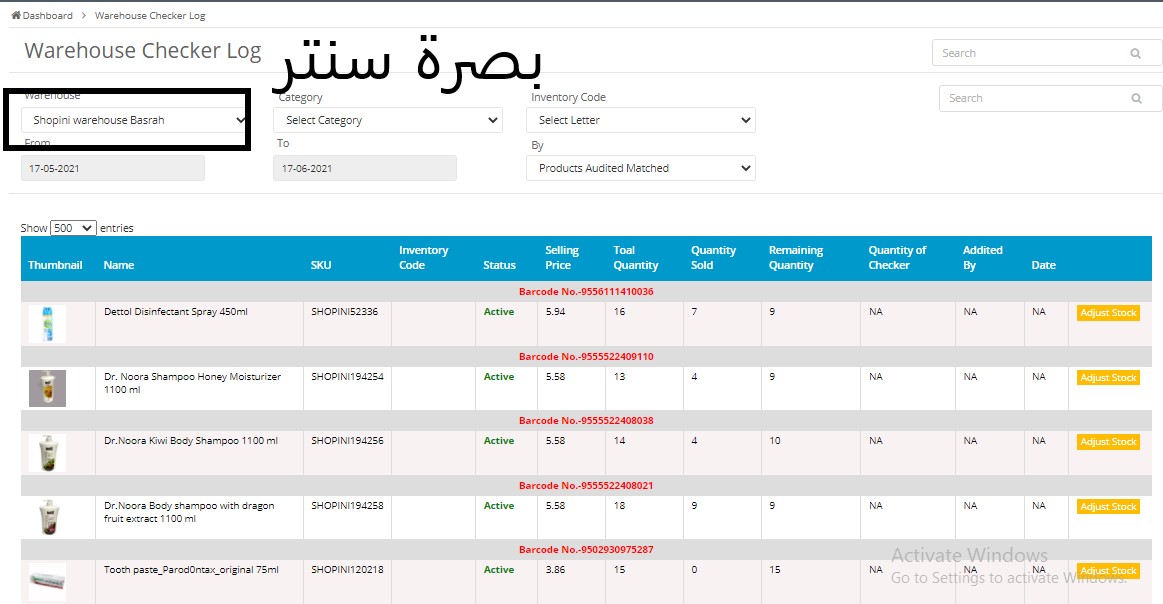 Dashboard > Warehouse Checker Log
Warehouse Checker Log
بصرة سنتر
Search
Search
Warehouse Category Inventory Code
Shopini warehouse Basrah Select Category Select Letter
From To By
17-05-2021 17-06-2021 Products Audited Matched
Show 500 entries
Thumbnail Name SKU Inventory Code Status Selling Price Toal Quantity Quantity Sold Remaining Quantity Quantity of Checker Addited By Date
Barcode No.-9556111410036
Dettol Disinfectant Spray 450ml SHOPINI52336 Active 5.94 16 7 9 NA NA NA Adjust Stock
Barcode No.-9555522409110
Dr. Noora Shampoo Honey Moisturizer 1100 ml SHOPINI194254 Active 5.58 13 4 9 NA NA NA Adjust Stock
Barcode No.-9555522408038
Dr.Noora Kiwi Body Shampoo 1100 ml SHOPINI194256 Active 5.58 14 4 10 NA NA NA Adjust Stock
Barcode No.-9555522408021
Dr.Noora Body shampoo with dragon fruit extract 1100 ml SHOPINI194258 Active 5.58 18 9 9 NA NA NA Adjust Stock
Barcode No.-9502930975287
Tooth paste_Parod0ntax_original 75ml SHOPINI120218 Active 3.86 15 0 15 NA NA NA Adjust Stock
Activate Windows
Go to Settings to activate Windows.